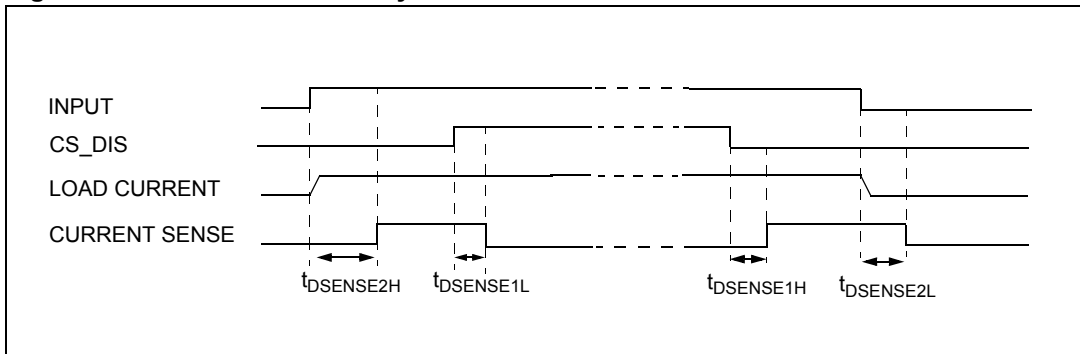 INPUT
CS_DIS
LOAD CURRENT
CURRENT SENSE
tDSENSE2H tDSENSE1L tDSENSE1H tDSENSE2L